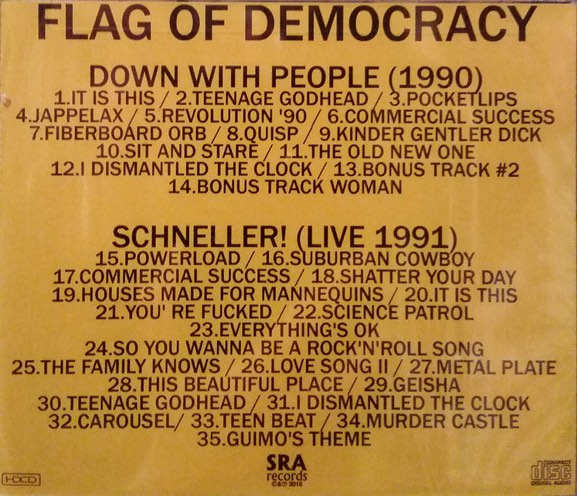 FLAG OF DEMOCRACY
DOWN WITH PEOPLE (1990)
1.IT IS THIS / 2.TEENAGE GODHEAD / 3.POCKETLIPS
4.JAPPELAX / 5.REVOLUTION '90 / 6.COMMERCIAL SUCCESS
7.FIBERBOARD ORB / 8.QUISP / 9.KINDER GENTLER DICK
10.SIT AND STARE / 11.THE OLD NEW ONE
12.I DISMANTLED THE CLOCK / 13.BONUS TRACK #2
14.BONUS TRACK WOMAN
SCHNELLER! (LIVE 1991)
15.POWERLOAD / 16.SUBURBAN COWBOY
17.COMMERCIAL SUCCESS / 18.SHATTER YOUR DAY
19.HOUSES MADE FOR MANNEQUINS / 20.IT IS THIS
21.YOU' RE FUCKED / 22.SCIENCE PATROL
23.EVERYTHING'S OK
24.SO YOU WANNA BE A ROCK'N'ROLL SONG
25.THE FAMILY KNOWS / 26.LOVE SONG II / 27.METAL PLATE
28.THIS BEAUTIFUL PLACE / 29.GEISHA
30.TEENAGE GODHEAD / 31.I DISMANTLED THE CLOCK
32.CAROUSEL/ 33.TEEN BEAT / 34.MURDER CASTLE
35.GUIMO'S THEME
SRA
records
©℗ 2016
HDCD
COMPACT
disc
DIGITAL AUDIO